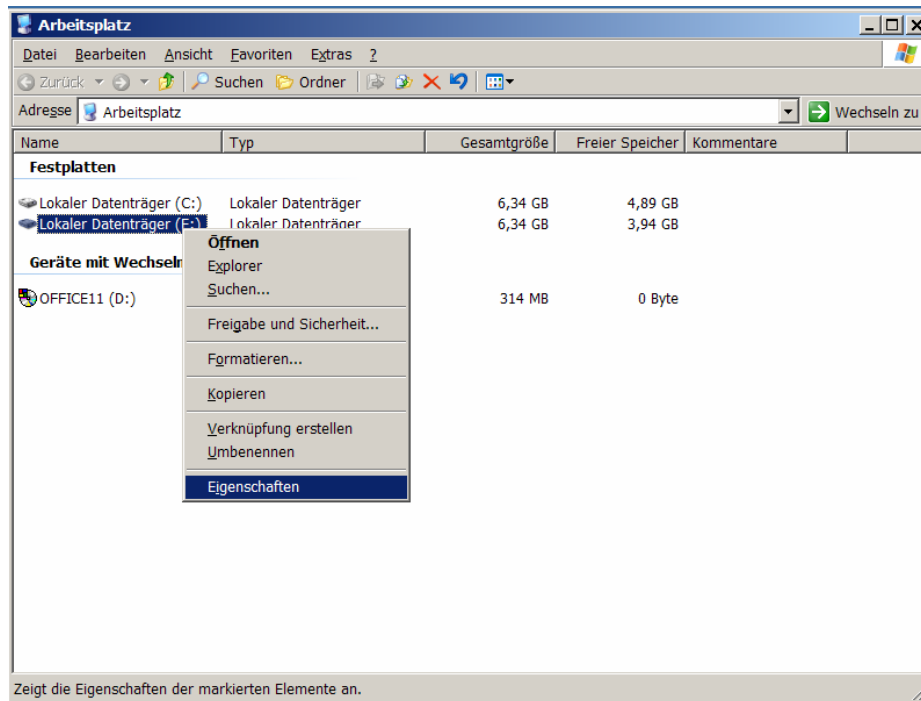 Arbeitsplatz
Datei Bearbeiten Ansicht Favoriten Extras ?
Zurück Suchen Ordner
Adresse Arbeitsplatz Wechseln zu
Name Typ Gesamtgröße Freier Speicher Kommentare
Festplatten
Lokaler Datenträger (C:) Lokaler Datenträger 6,34 GB 4,89 GB
Lokaler Datenträger (E:) Lokaler Datenträger 6,34 GB 3,94 GB
Öffnen
Geräte mit Wechseln
Explorer
Suchen...
OFFICE11 (D:) 314 MB 0 Byte
Freigabe und Sicherheit...
Formatieren...
Kopieren
Verknüpfung erstellen
Umbenennen
Eigenschaften
Zeigt die Eigenschaften der markierten Elemente an.